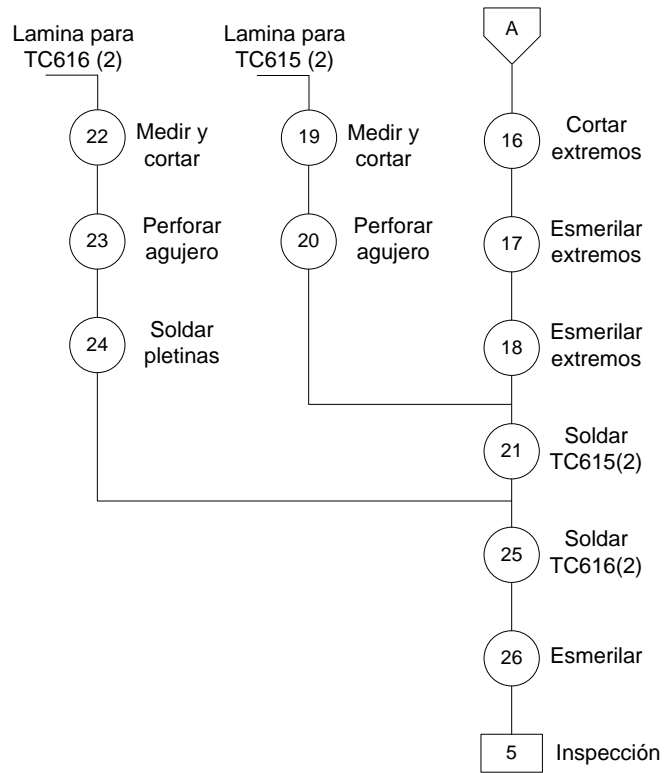 Lamina para
TC616 (2)
Lamina para
TC615 (2)
A
22
Medir y
cortar
19
Medir y
cortar
16
Cortar
extremos
23
Perforar
agujero
20
Perforar
agujero
17
Esmerilar
extremos
24
Soldar
pletinas
18
Esmerilar
extremos
21
Soldar
TC615(2)
25
Soldar
TC616(2)
26
Esmerilar
5
Inspección